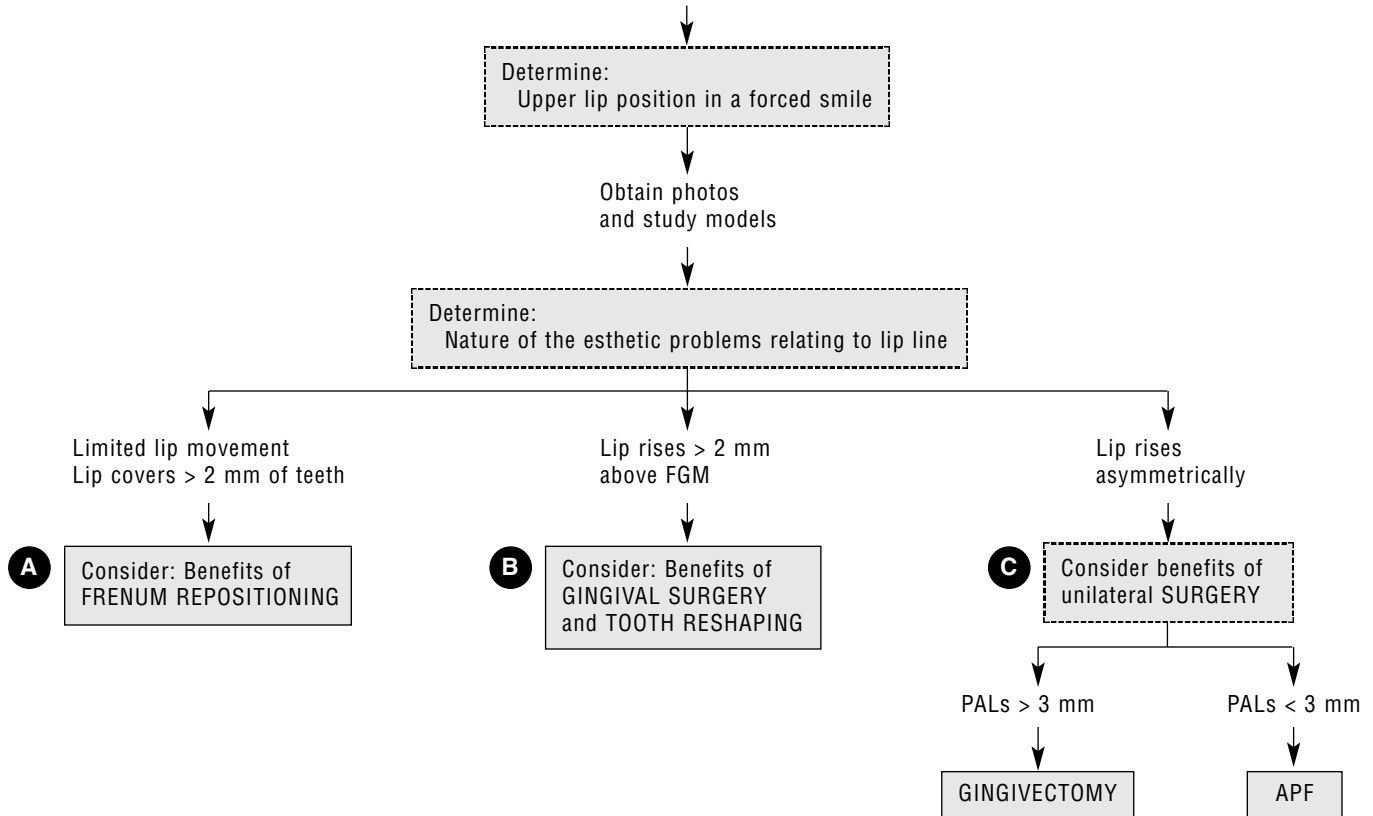 Determine:
Upper lip position in a forced smile
Obtain photos
and study models
Determine:
Nature of the esthetic problems relating to lip line
Limited lip movement
Lip covers > 2 mm of teeth
Lip rises > 2 mm
above FGM
Lip rises
asymmetrically
A
Consider: Benefits of
FRENUM REPOSITIONING
B
Consider: Benefits of
GINGIVAL SURGERY
and TOOTH RESHAPING
C
Consider benefits of
unilateral SURGERY
PALs > 3 mm
PALs < 3 mm
GINGIVECTOMY
APF